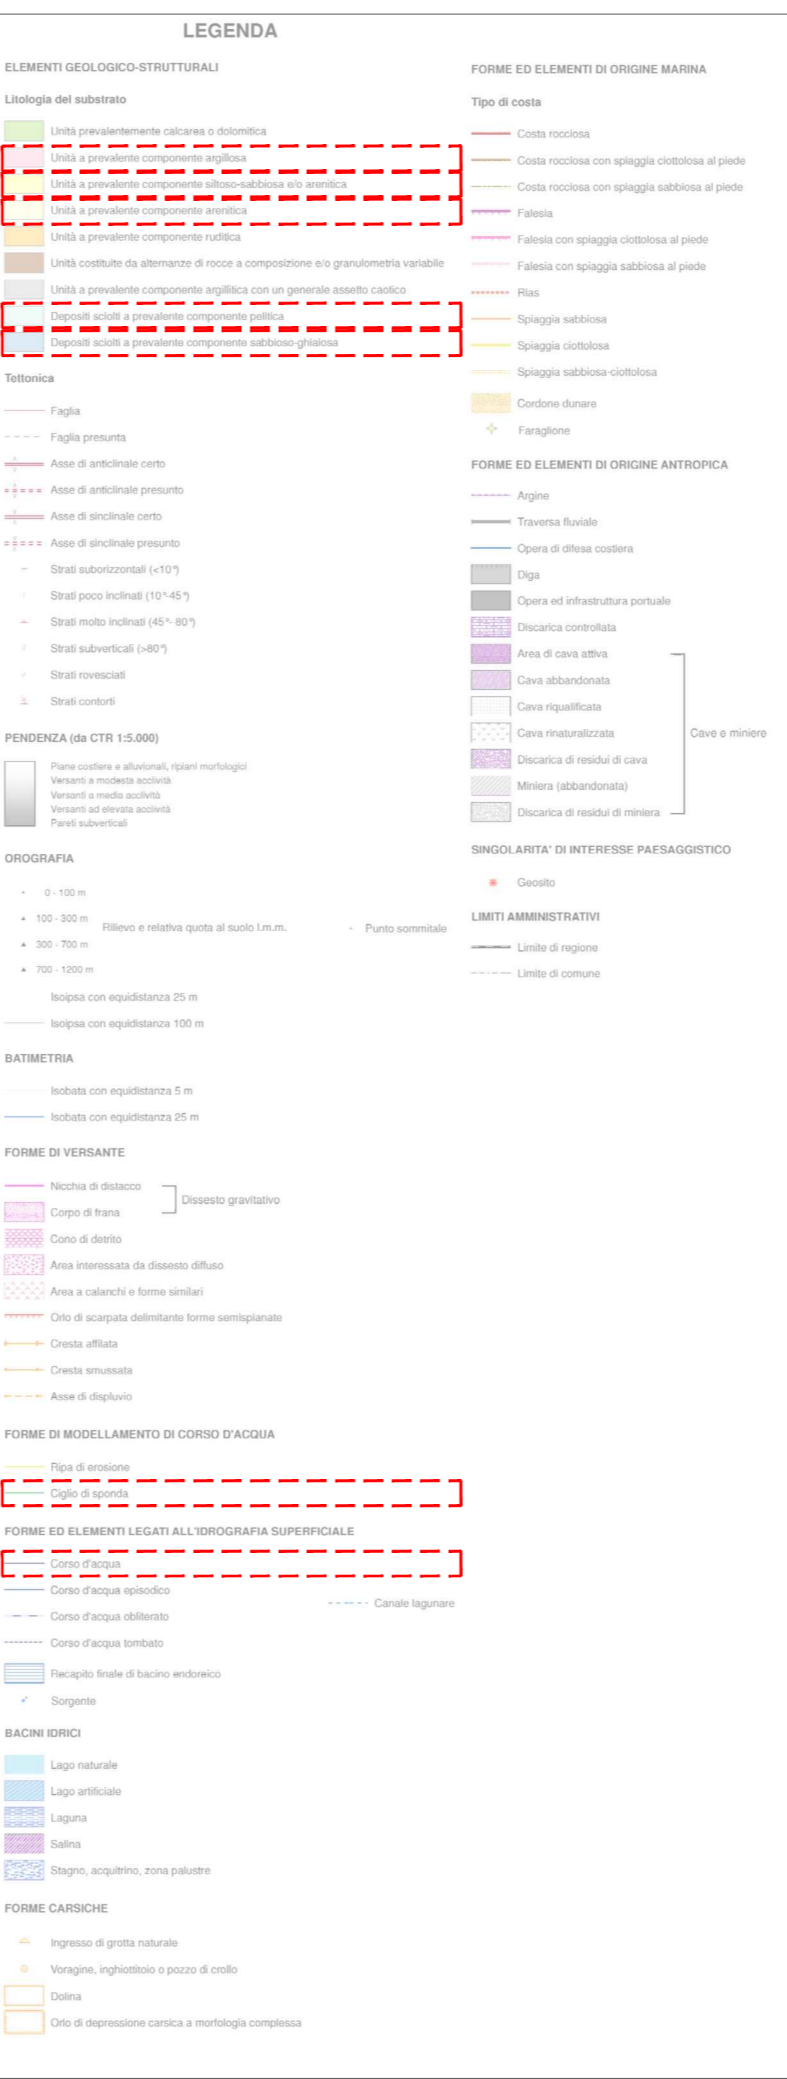 LEGENDA
ELEMENTI GEOLOGICO-STRUTTURALI
Litologia del substrato
Unità prevalentemente calcarea o dolomitica
Unità a prevalente componente argillosa
Unità a prevalente componente siltoso-sabbiosa e/o arenitica
Unità a prevalente componente arenitica
Unità a prevalente componente ruditica
Unità costituite da alternanze di rocce a composizione e/o granulometria variabile
Unità a prevalente componente argillitica con un generale assetto caotico
Depositi sciolti a prevalente componente pelitica
Depositi sciolti a prevalente componente sabbioso-ghiaiosa
Tettonica
Faglia
Faglia presunta
Asse di anticlinale certo
Asse di anticlinale presunto
Asse di sinclinale certo
Asse di sinclinale presunto
Strati suborizzontali (<10°)
Strati poco inclinati (10°-45°)
Strati molto inclinati (45°- 80°)
Strati subverticali (>80°)
Strati rovesciati
Strati contorti
PENDENZA (da CTR 1:5.000)
Piane costiere e alluvionali, ripiani morfologici
Versanti a modesta acclività
Versanti a media acclività
Versanti ad elevata acclività
Pareti subverticali
OROGRAFIA
0 - 100 m
100 - 300 m
300 - 700 m
700 - 1200 m
Rilievo e relativa quota al suolo l.m.m.
Punto sommitale
Isoipsa con equidistanza 25 m
Isoipsa con equidistanza 100 m
BATIMETRIA
Isobata con equidistanza 5 m
Isobata con equidistanza 25 m
FORME DI VERSANTE
Nicchia di distacco
Corpo di frana
Dissesto gravitativo
Cono di detrito
Area interessata da dissesto diffuso
Area a calanchi e forme similari
Orlo di scarpata delimitante forme semispianate
Cresta affilata
Cresta smussata
Asse di displuvio
FORME DI MODELLAMENTO DI CORSO D'ACQUA
Ripa di erosione
Ciglio di sponda
FORME ED ELEMENTI LEGATI ALL'IDROGRAFIA SUPERFICIALE
Corso d'acqua
Corso d'acqua episodico
Corso d'acqua obliterato
Corso d'acqua tombato
Canale lagunare
Recapito finale di bacino endoreico
Sorgente
BACINI IDRICI
Lago naturale
Lago artificiale
Laguna
Salina
Stagno, acquitrino, zona palustre
FORME CARSICHE
Ingresso di grotta naturale
Voragine, inghiottitoio o pozzo di crollo
Dolina
Orlo di depressione carsica a morfologia complessa
FORME ED ELEMENTI DI ORIGINE MARINA
Tipo di costa
Costa rocciosa
Costa rocciosa con spiaggia ciottolosa al piede
Costa rocciosa con spiaggia sabbiosa al piede
Falesia
Falesia con spiaggia ciottolosa al piede
Falesia con spiaggia sabbiosa al piede
Rias
Spiaggia sabbiosa
Spiaggia ciottolosa
Spiaggia sabbiosa-ciottolosa
Cordone dunare
Faraglione
FORME ED ELEMENTI DI ORIGINE ANTROPICA
Argine
Traversa fluviale
Opera di difesa costiera
Diga
Opera ed infrastruttura portuale
Discarica controllata
Area di cava attiva
Cava abbandonata
Cava riqualificata
Cava rinaturalizzata
Discarica di residui di cava
Miniera (abbandonata)
Discarica di residui di miniera
Cave e miniere
SINGOLARITA' DI INTERESSE PAESAGGISTICO
Geosito
LIMITI AMMINISTRATIVI
Limite di regione
Limite di comune